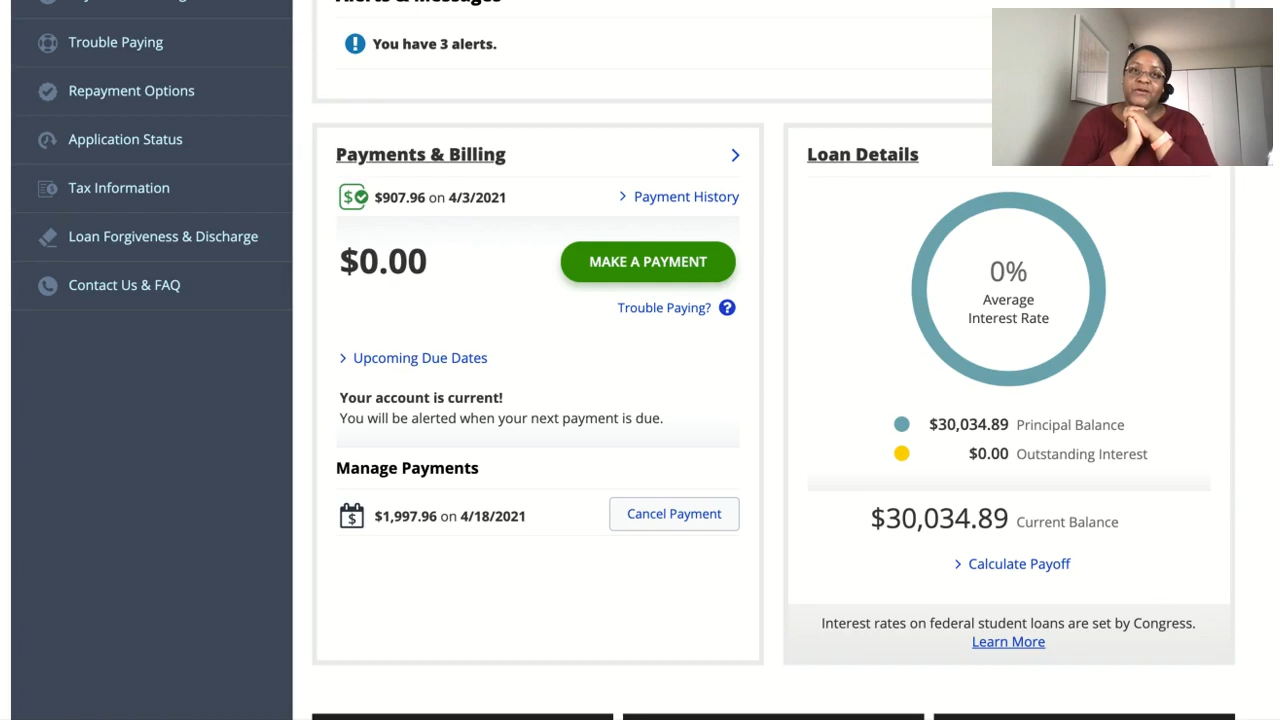 Alerts & Messages
You have 3 alerts.
Trouble Paying
Repayment Options
Application Status
Tax Information
Loan Forgiveness & Discharge
Contact Us & FAQ
Payments & Billing
$907.96 on 4/3/2021
Payment History
$0.00
MAKE A PAYMENT
Trouble Paying?
Upcoming Due Dates
Your account is current!
You will be alerted when your next payment is due.
Manage Payments
$1,997.96 on 4/18/2021
Cancel Payment
Loan Details
0%
Average
Interest Rate
$30,034.89 Principal Balance
$0.00 Outstanding Interest
$30,034.89 Current Balance
Calculate Payoff
Interest rates on federal student loans are set by Congress.
Learn More